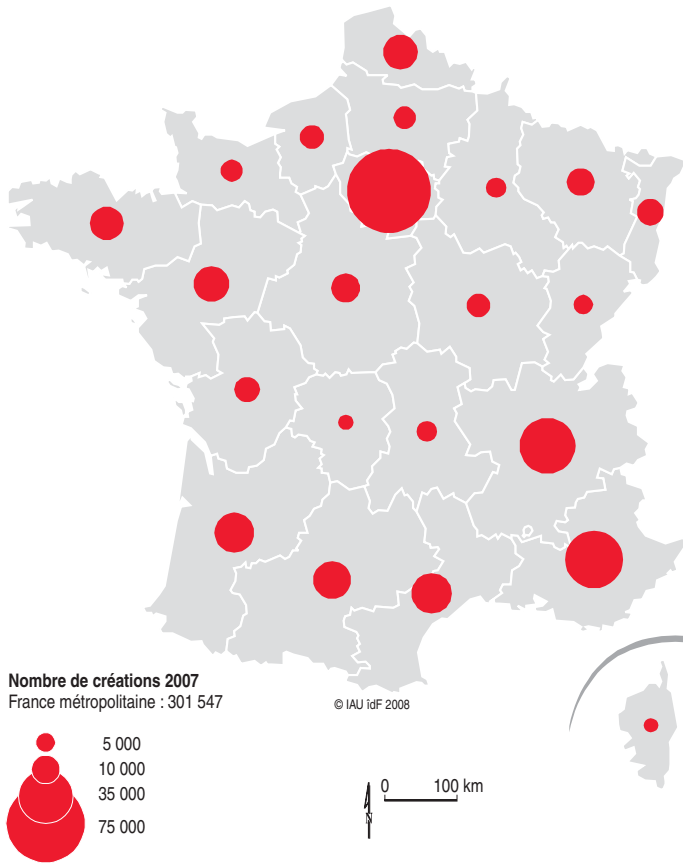 Nombre de créations 2007
France métropolitaine : 301 547
© IAU îdF 2008
5 000
10 000
35 000
75 000
0 100 km
N